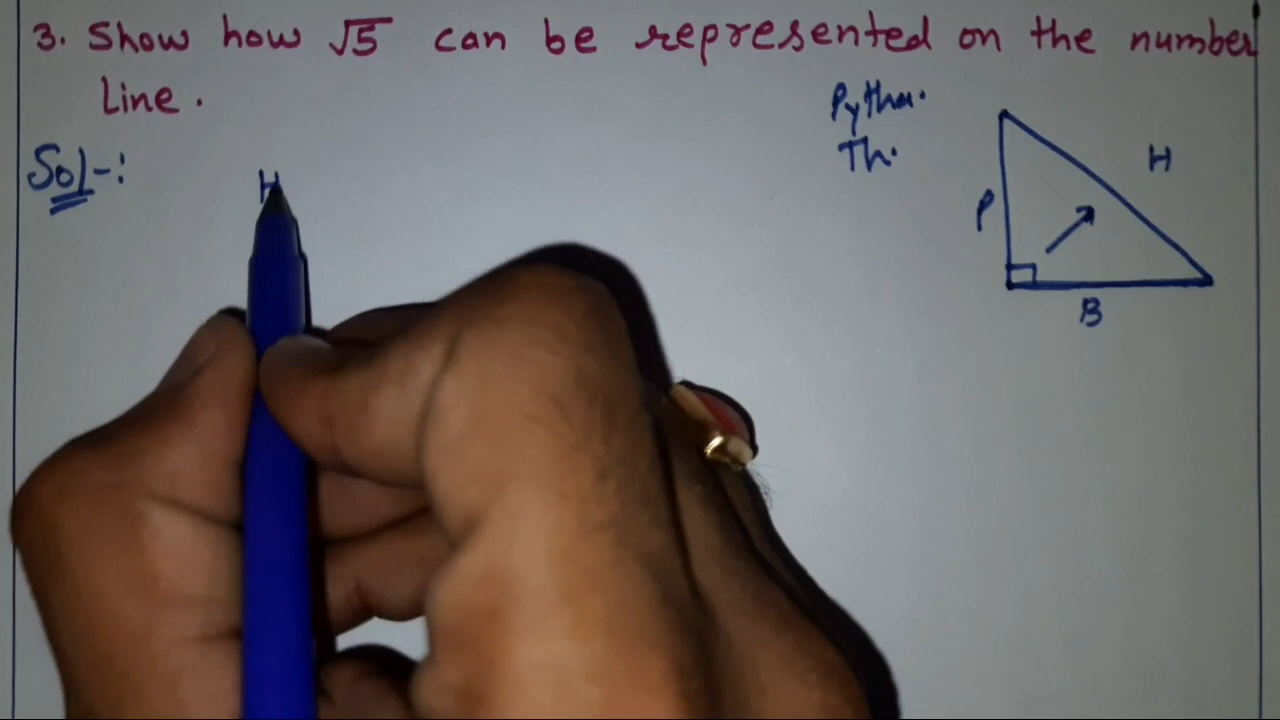 3. Show how √5 can be represented on the number
Line.
Sol-:
H
Pytha.
Th.
P
H
B